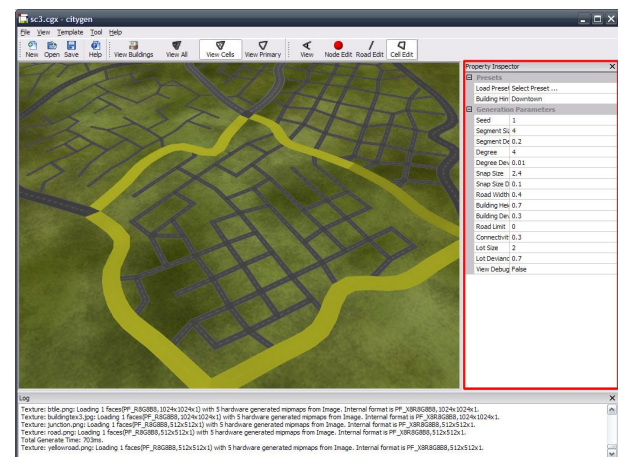 sc3.cgx - citygen
File View Template Tool Help
New Open Save Help View Buildings View All View Cells View Primary View Node Edit Road Edit Cell Edit
Property Inspector
Presets
Load Preset Select Preset ...
Building Hin Downtown
Generation Parameters
Seed 1
Segment Siz 4
Segment De 0.2
Degree 4
Degree Dev 0.01
Snap Size 2.4
Snap Size D 0.1
Road Width 0.4
Building Hei 0.7
Building Dev 0.3
Road Limit 0
Connectivit 0.3
Lot Size 2
Lot Devianc 0.7
View Debug False
Log
Texture: btile.png: Loading 1 faces(PF_R8G8B8,1024x1024x1) with 5 hardware generated mipmaps from Image. Internal format is PF_X8R8G8B8,1024x1024x1.
Texture: buildingtex3.jpg: Loading 1 faces(PF_R8G8B8,1024x1024x1) with 5 hardware generated mipmaps from Image. Internal format is PF_X8R8G8B8,1024x1024x1.
Texture: junction.png: Loading 1 faces(PF_R8G8B8,512x512x1) with 5 hardware generated mipmaps from Image. Internal format is PF_X8R8G8B8,512x512x1.
Texture: road.png: Loading 1 faces(PF_R8G8B8,512x512x1) with 5 hardware generated mipmaps from Image. Internal format is PF_X8R8G8B8,512x512x1.
Total Generate Time: 703ms.
Texture: yellowroad.png: Loading 1 faces(PF_R8G8B8,512x512x1) with 5 hardware generated mipmaps from Image. Internal format is PF_X8R8G8B8,512x512x1.